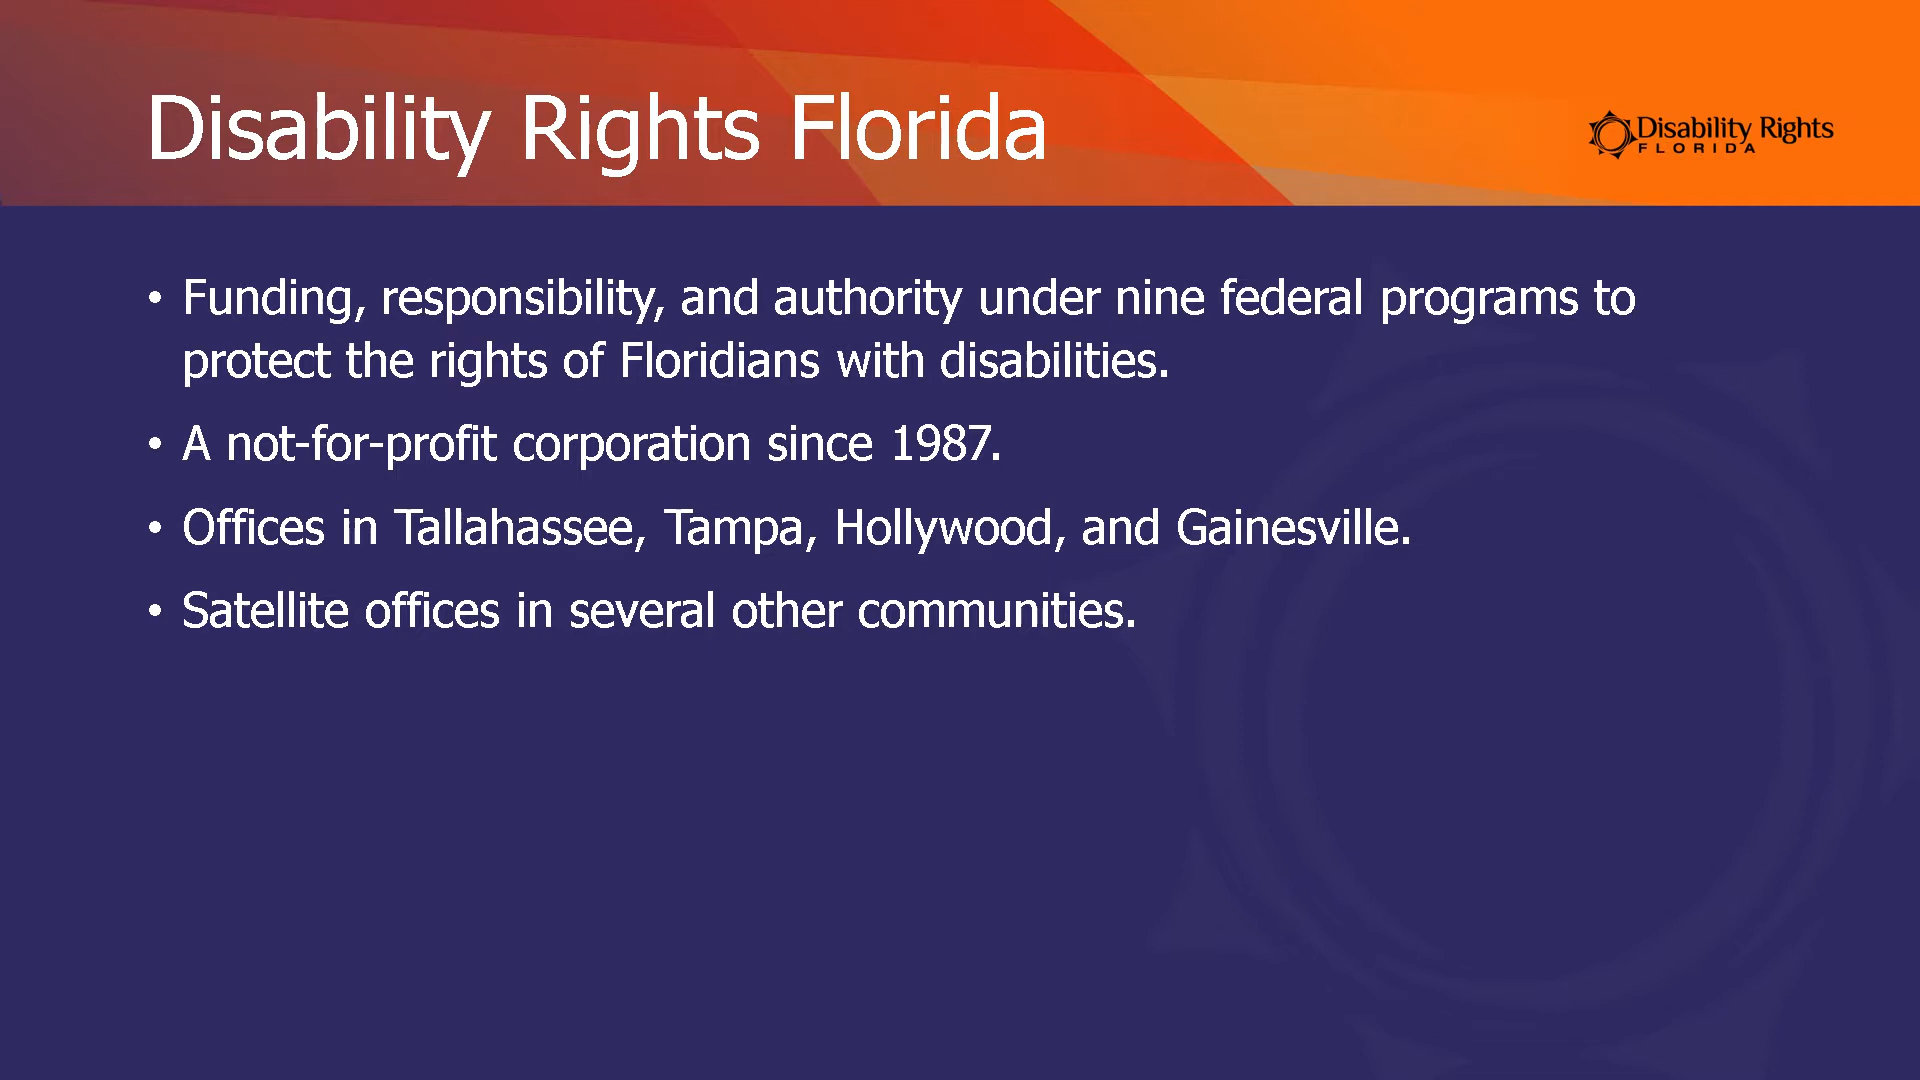 Disability Rights Florida
Disability Rights
FLORIDA
• Funding, responsibility, and authority under nine federal programs to
protect the rights of Floridians with disabilities.
• A not-for-profit corporation since 1987.
• Offices in Tallahassee, Tampa, Hollywood, and Gainesville.
• Satellite offices in several other communities.